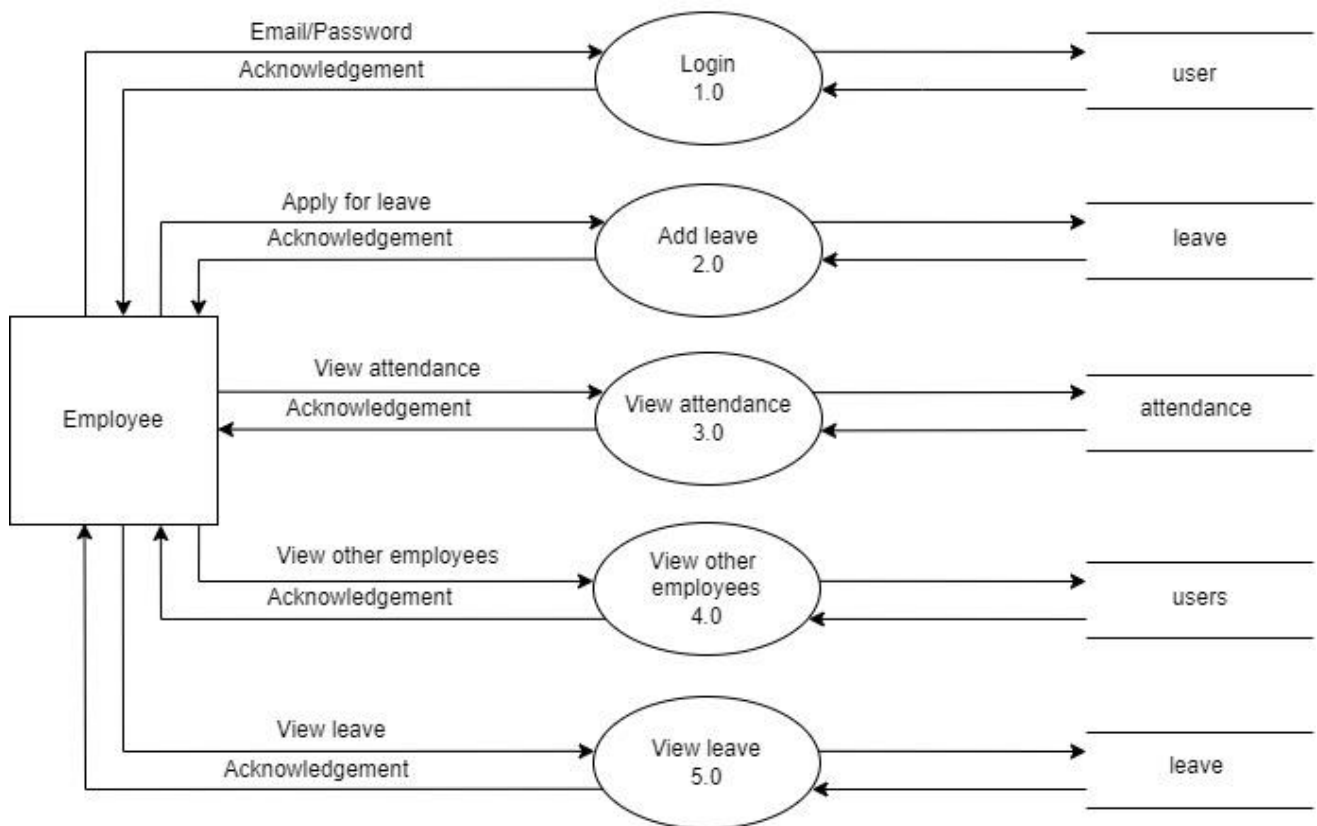 Email/Password
Acknowledgement
Login
1.0
user
Apply for leave
Acknowledgement
Add leave
2.0
leave
Employee
View attendance
Acknowledgement
View attendance
3.0
attendance
View other employees
Acknowledgement
View other
employees
4.0
users
View leave
Acknowledgement
View leave
5.0
leave